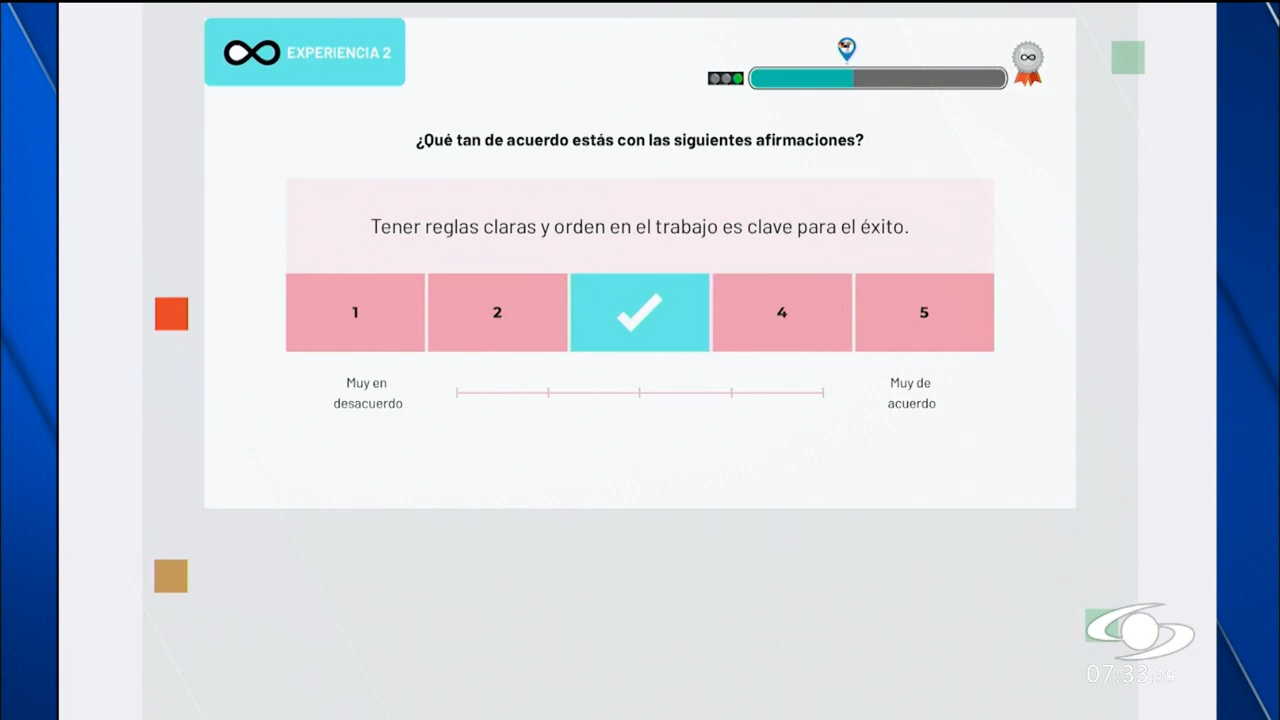 EXPERIENCIA 2
¿Qué tan de acuerdo estás con las siguientes afirmaciones?
Tener reglas claras y orden en el trabajo es clave para el éxito.
1
2
4
5
Muy en
desacuerdo
Muy de
acuerdo
07:33